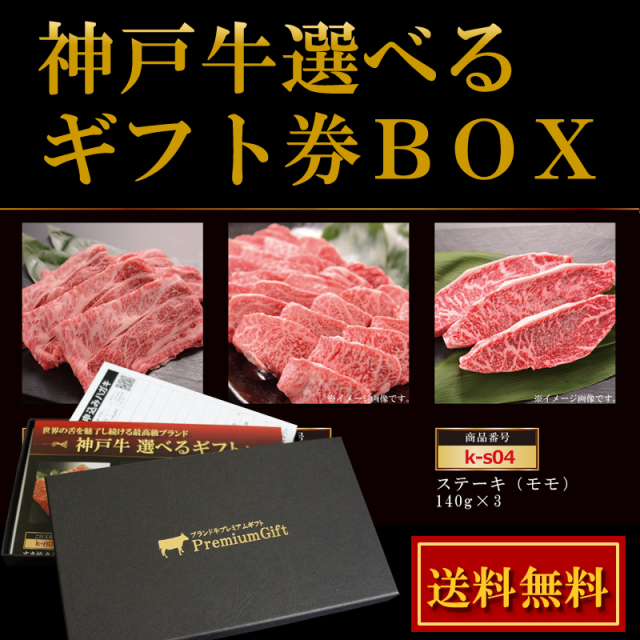 神戸牛選べる
ギフト券BOX
※イメージ画像です。
※イメージ画像です。
商品番号
k-s04
ステーキ（モモ）
140g×3
世界の舌を魅了し続ける最高級ブランド
神戸牛 選べるギフト
ブランド牛プレミアムギフト
PremiumGift
送料無料